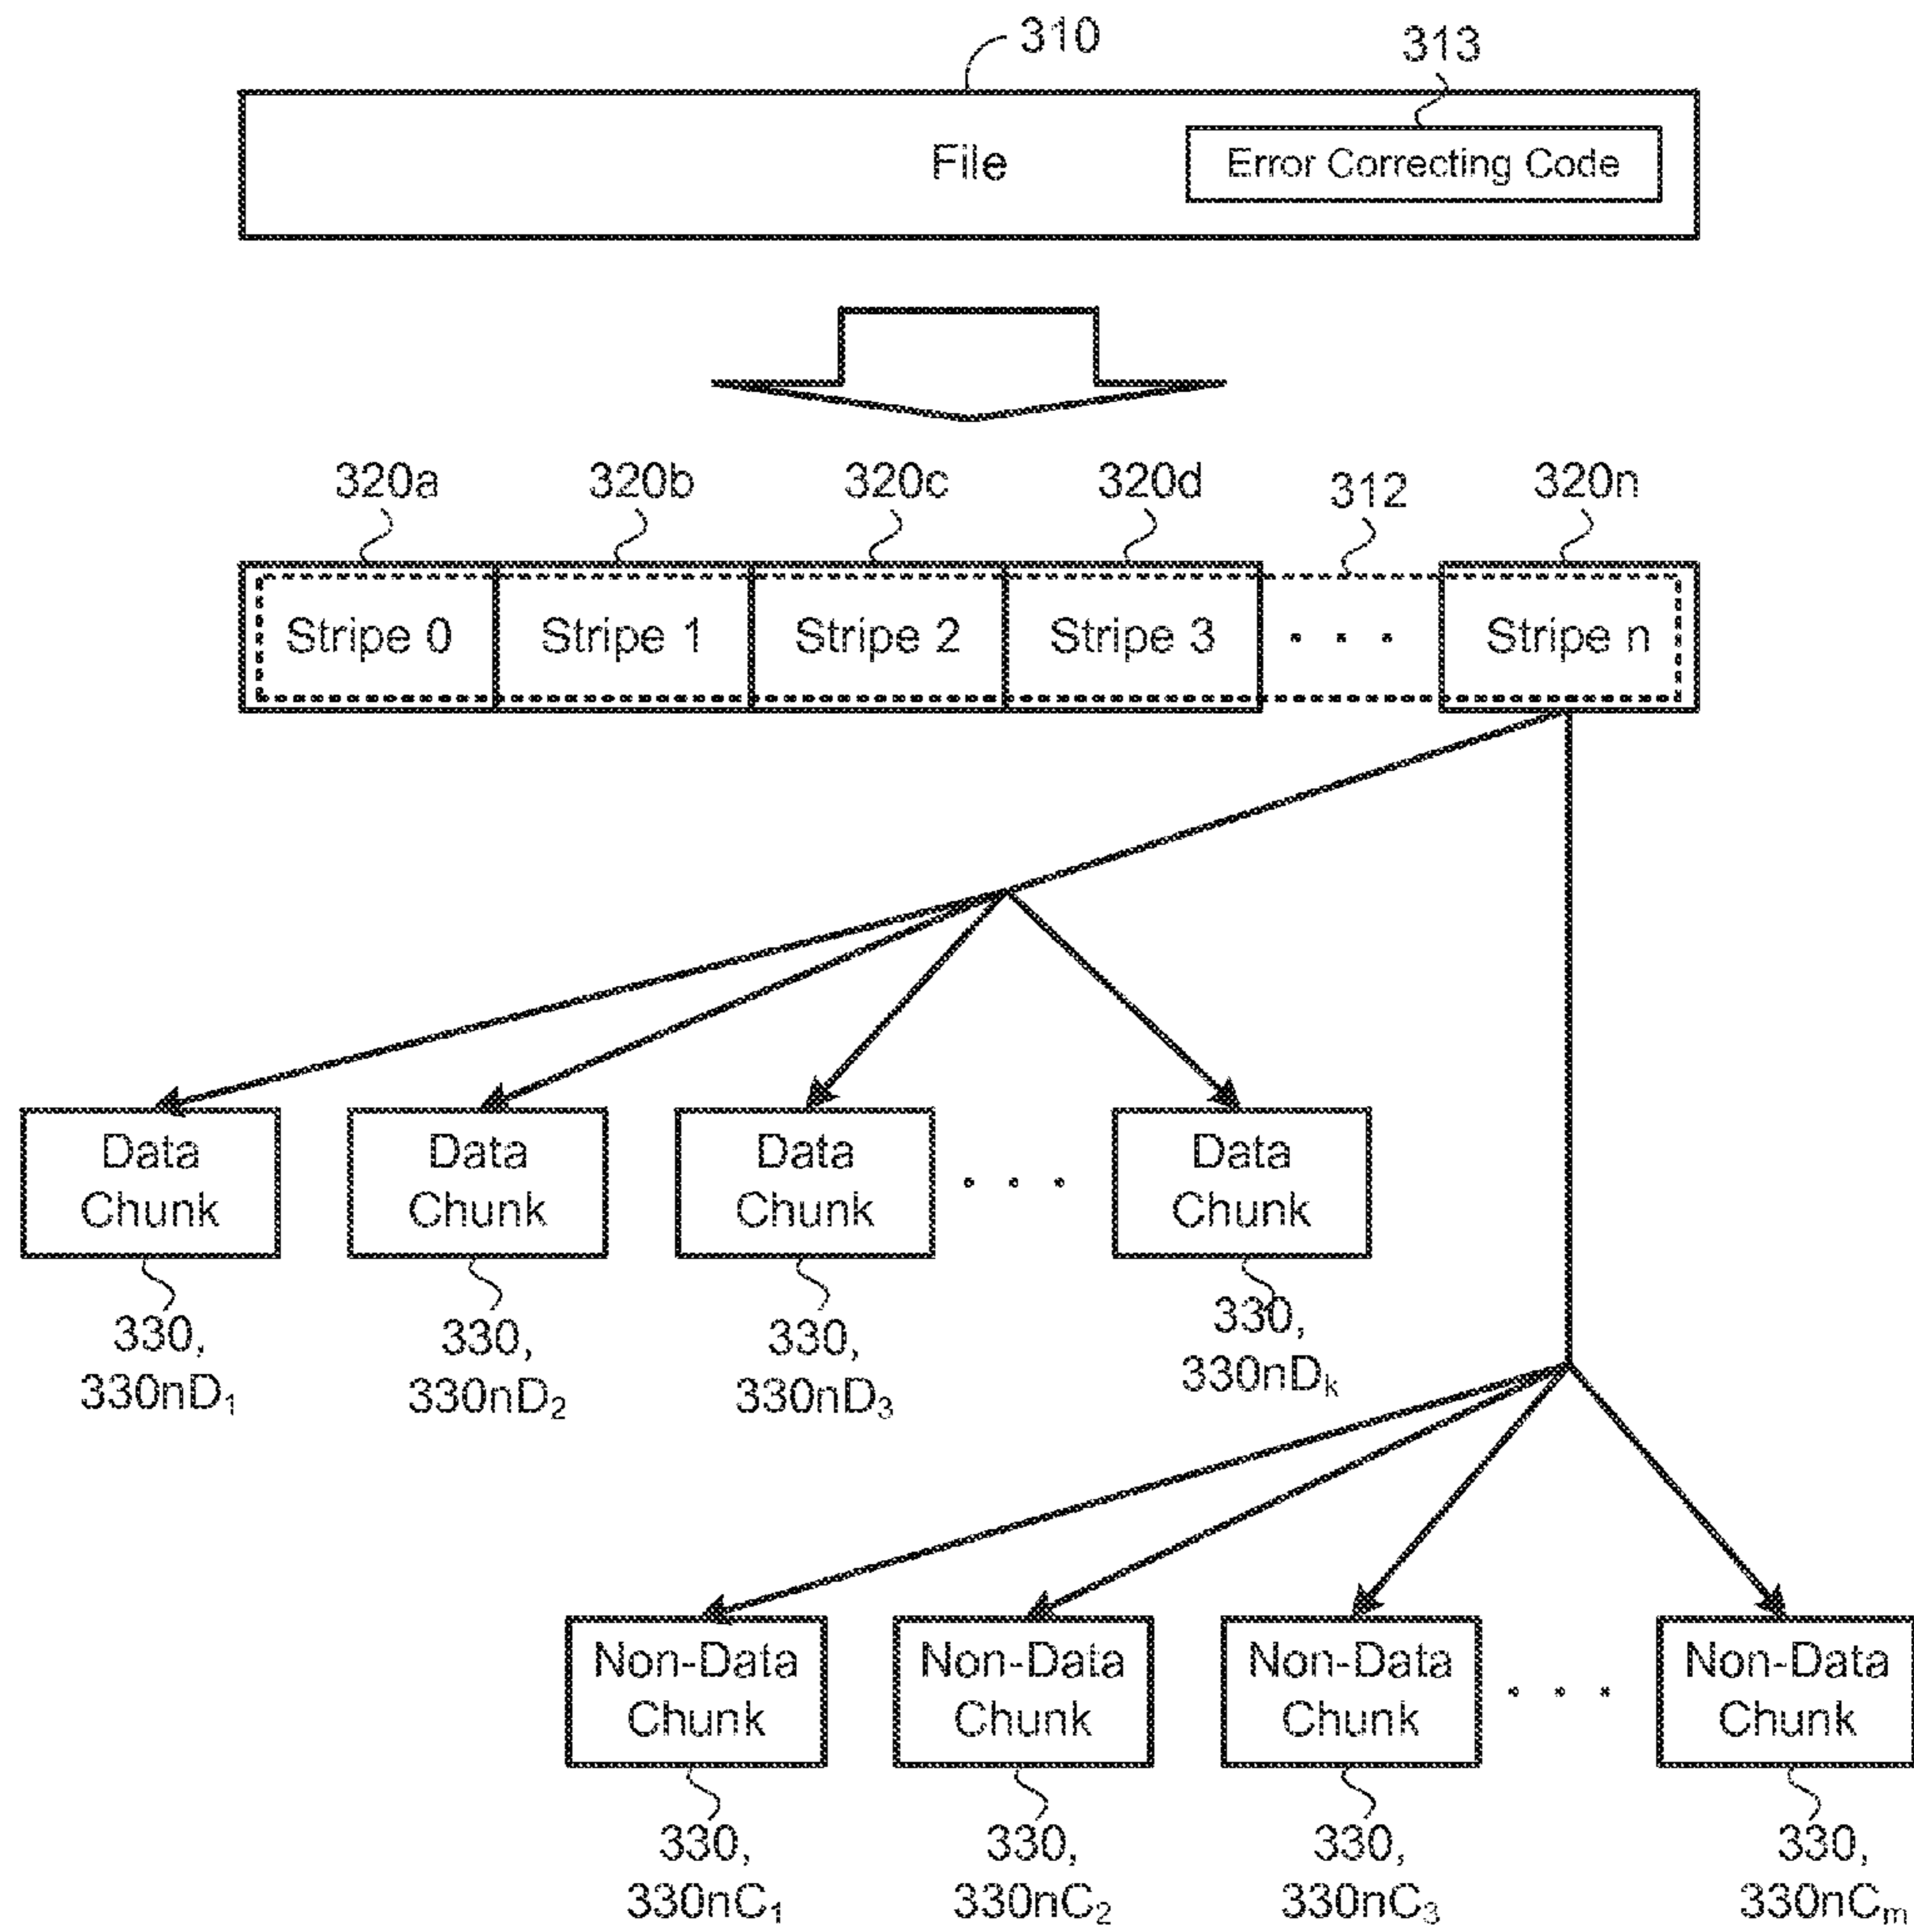 310
313
File
Error Correcting Code
320a
320b
320c
320d
312
320n
Stripe 0
Stripe 1
Stripe 2
Stripe 3
. . .
Stripe n
Data
Chunk
Data
Chunk
Data
Chunk
. . .
Data
Chunk
330,
330nD₁
330,
330nD₂
330,
330nD₃
330,
330nDₖ
Non-Data
Chunk
Non-Data
Chunk
Non-Data
Chunk
. . .
Non-Data
Chunk
330,
330nC₁
330,
330nC₂
330,
330nC₃
330,
330nCₘ